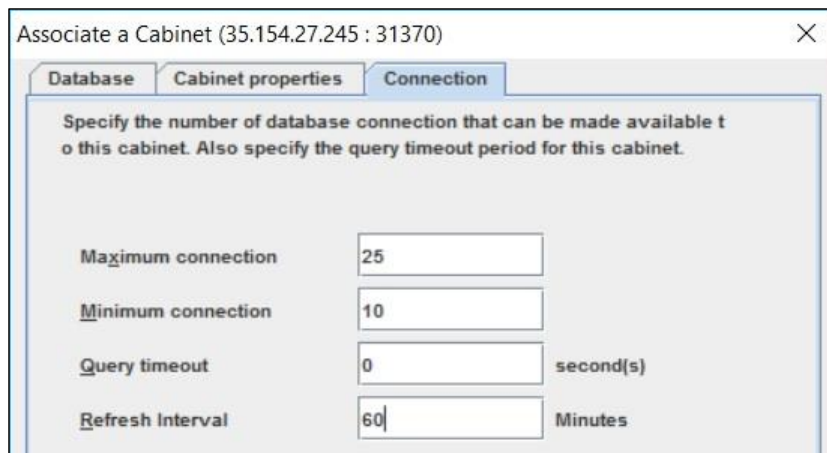 Associate a Cabinet (35.154.27.245 : 31370)
Database Cabinet properties Connection
Specify the number of database connection that can be made available t
o this cabinet. Also specify the query timeout period for this cabinet.
Maximum connection 25
Minimum connection 10
Query timeout 0 second(s)
Refresh Interval 60 Minutes